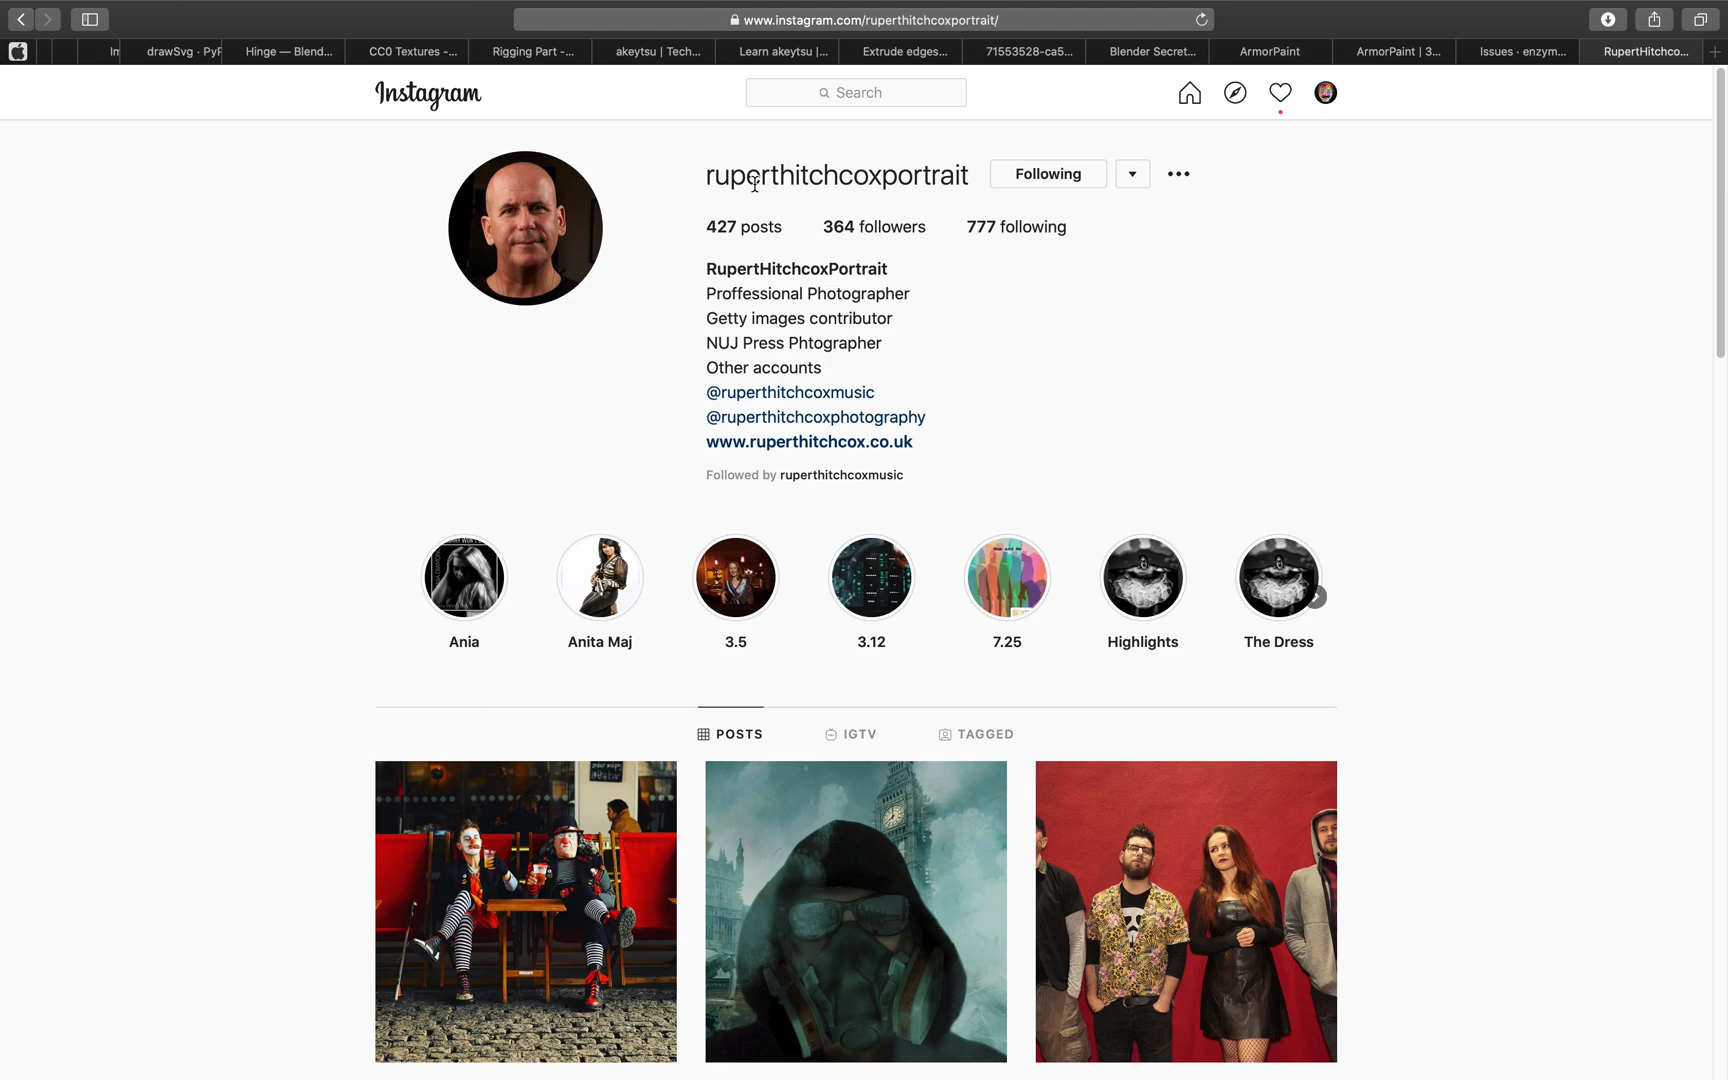 www.instagram.com/ruperthitchcoxportrait/
In
drawSvg · PyP
Hinge — Blend...
CC0 Textures -...
Rigging Part -...
akeytsu | Tech...
Learn akeytsu |...
Extrude edges...
71553528-ca5...
Blender Secret...
ArmorPaint
ArmorPaint | 3...
Issues · enzym...
RupertHitchco...
Instagram
Search
ruperthitchcoxportrait
Following
427 posts 364 followers 777 following
RupertHitchcoxPortrait
Proffessional Photographer
Getty images contributor
NUJ Press Phtographer
Other accounts
@ruperthitchcoxmusic
@ruperthitchcoxphotography
www.ruperthitchcox.co.uk
Followed by ruperthitchcoxmusic
Ania
Anita Maj
3.5
3.12
7.25
Highlights
The Dress
POSTS
IGTV
TAGGED